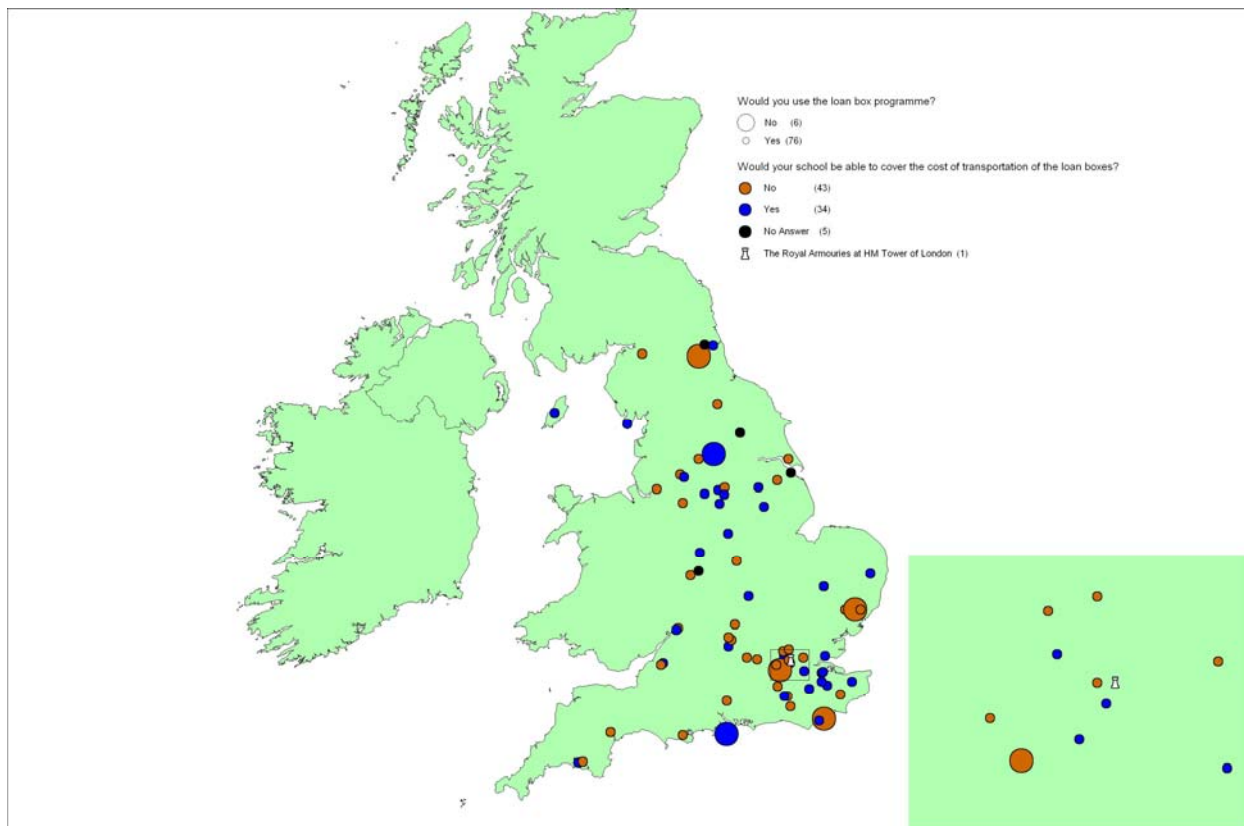 Would you use the loan box programme?
No (6)
Yes (76)
Would your school be able to cover the cost of transportation of the loan boxes?
No (43)
Yes (34)
No Answer (5)
The Royal Armouries at HM Tower of London (1)